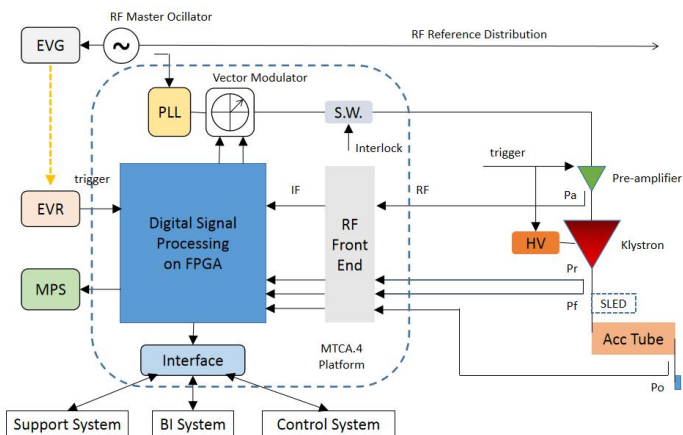 RF Master Ocillator
EVG
~
RF Reference Distribution
Vector Modulator
PLL
S.W.
Interlock
trigger
Pre-amplifier
trigger
IF
RF
Pa
EVR
Digital Signal
Processing
on FPGA
RF
Front
End
HV
Klystron
MPS
Pr
Pf
SLED
Acc Tube
Interface
MTCA.4
Platform
Po
Support System
BI System
Control System